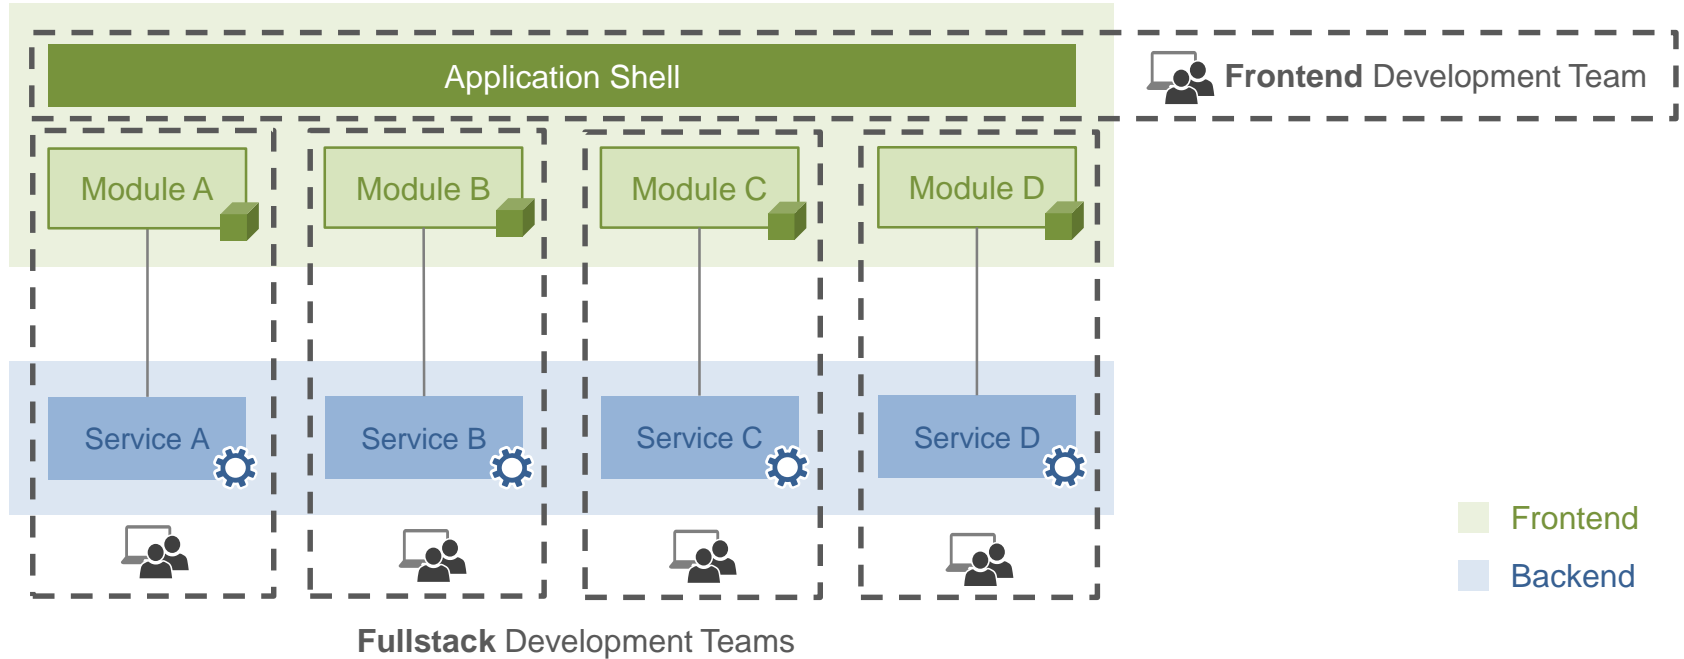 Application Shell
Frontend Development Team
Module A
Module B
Module C
Module D
Service A
Service B
Service C
Service D
Frontend
Backend
Fullstack Development Teams